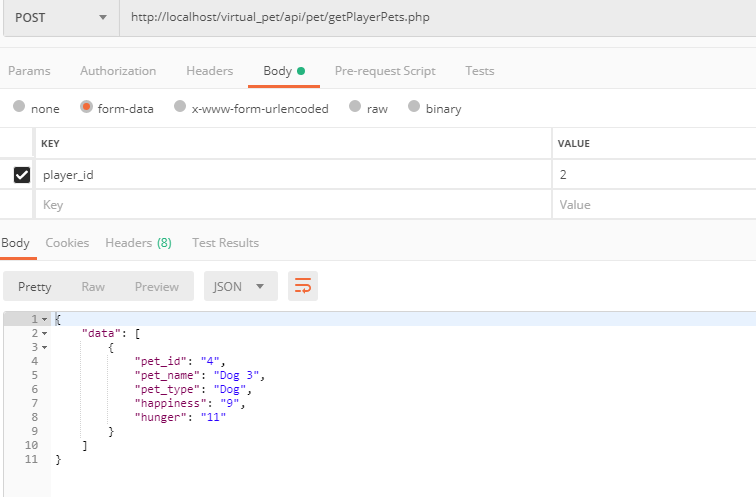 POST http://localhost/virtual_pet/api/pet/getPlayerPets.php
Params Authorization Headers Body Pre-request Script Tests
none form-data x-www-form-urlencoded raw binary
KEY VALUE
player_id 2
Key Value
Body Cookies Headers (8) Test Results
Pretty Raw Preview JSON
1 {
2 "data": [
3 {
4 "pet_id": "4",
5 "pet_name": "Dog 3",
6 "pet_type": "Dog",
7 "happiness": "9",
8 "hunger": "11"
9 }
10 ]
11 }